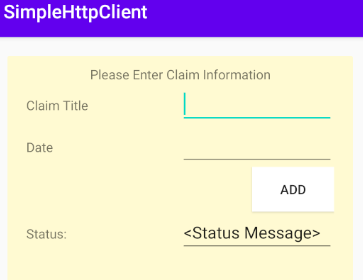 SimpleHttpClient
Please Enter Claim Information
Claim Title
Date
ADD
Status: <Status Message>